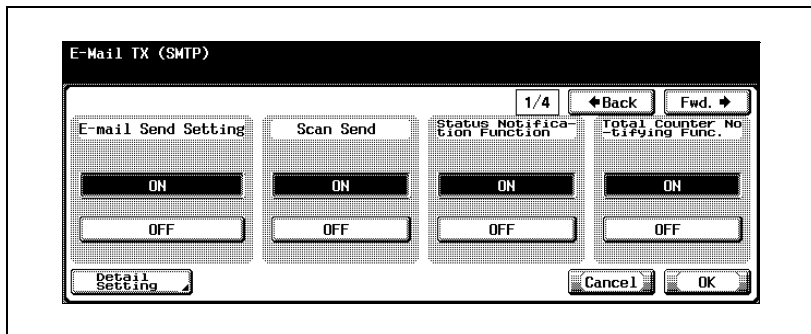 E-Mail TX (SMTP)
1/4 ←Back Fwd. →
E-mail Send Setting
Scan Send
Status Notifica-
tion Function
Total Counter No
-tifying Func.
ON ON ON ON
OFF OFF OFF OFF
Detail
Setting
Cancel OK